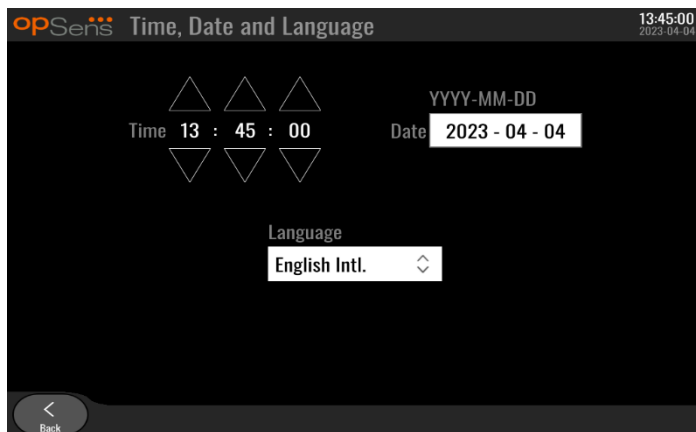 opSens Time, Date and Language 13:45:00
2023-04-04
YYYY-MM-DD
Time 13 : 45 : 00 Date 2023 - 04 - 04
Language
English Intl.
Back